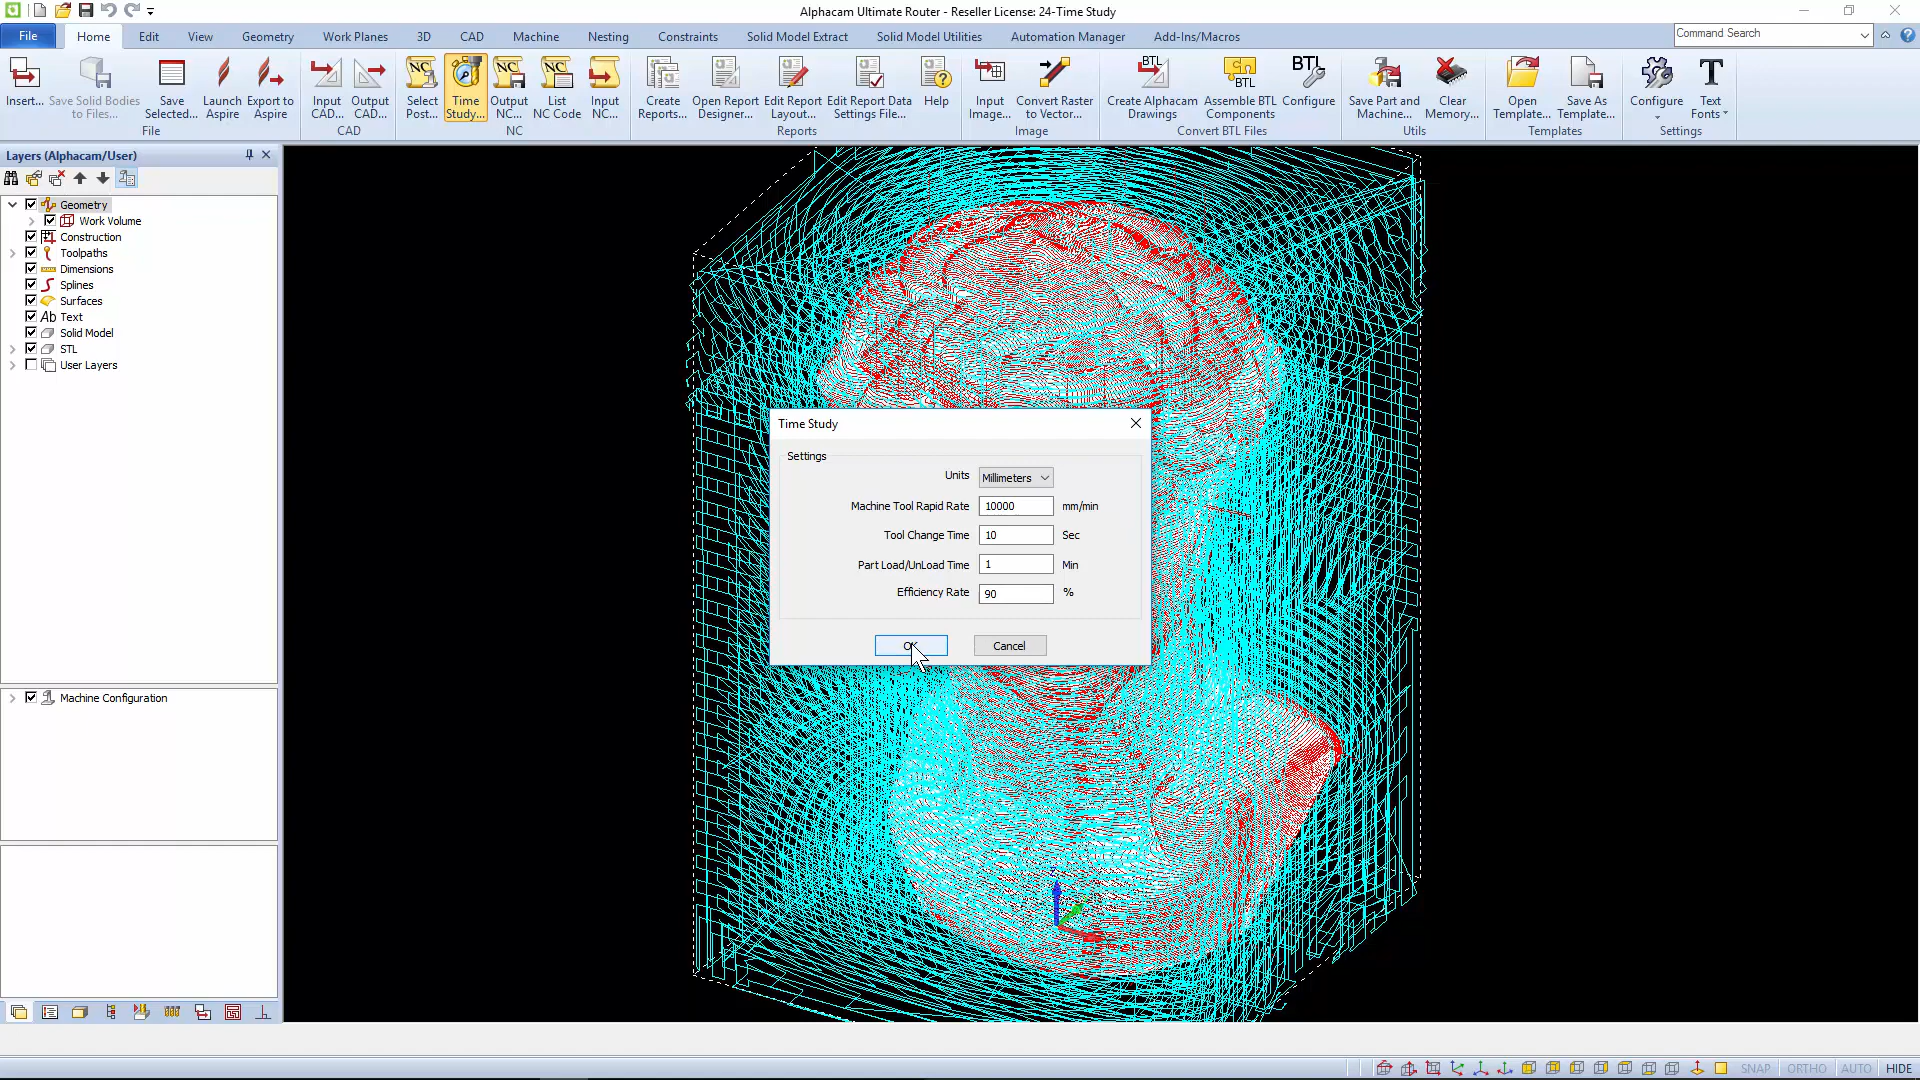 Alphacam Ultimate Router - Reseller License: 24-Time Study
File Home Edit View Geometry Work Planes 3D CAD Machine Nesting Constraints Solid Model Extract Solid Model Utilities Automation Manager Add-Ins/Macros Command Search
Insert... Save Solid Bodies to Files... Save Selected... Launch Aspire Export to Aspire
File
Input CAD... Output CAD...
CAD
Select Post... Time Study... Output NC... List NC Code Input NC...
NC
Create Reports... Open Report Designer... Edit Report Layout... Edit Report Data Settings File... Help
Reports
Input Image... Convert Raster to Vector...
Image
BTL Create Alphacam Drawings BTL Assemble BTL Components BTL Configure
Convert BTL Files
Save Part and Machine... Clear Memory...
Utils
Open Template... Save As Template...
Templates
Configure Text Fonts
Settings
Layers (Alphacam/User)
Geometry
Work Volume
Construction
Toolpaths
Dimensions
Splines
Surfaces
Ab Text
Solid Model
STL
User Layers
Machine Configuration
Time Study
Settings
Units Millimeters
Machine Tool Rapid Rate 10000 mm/min
Tool Change Time 10 Sec
Part Load/UnLoad Time 1 Min
Efficiency Rate 90 %
OK Cancel
SNAP ORTHO AUTO HIDE